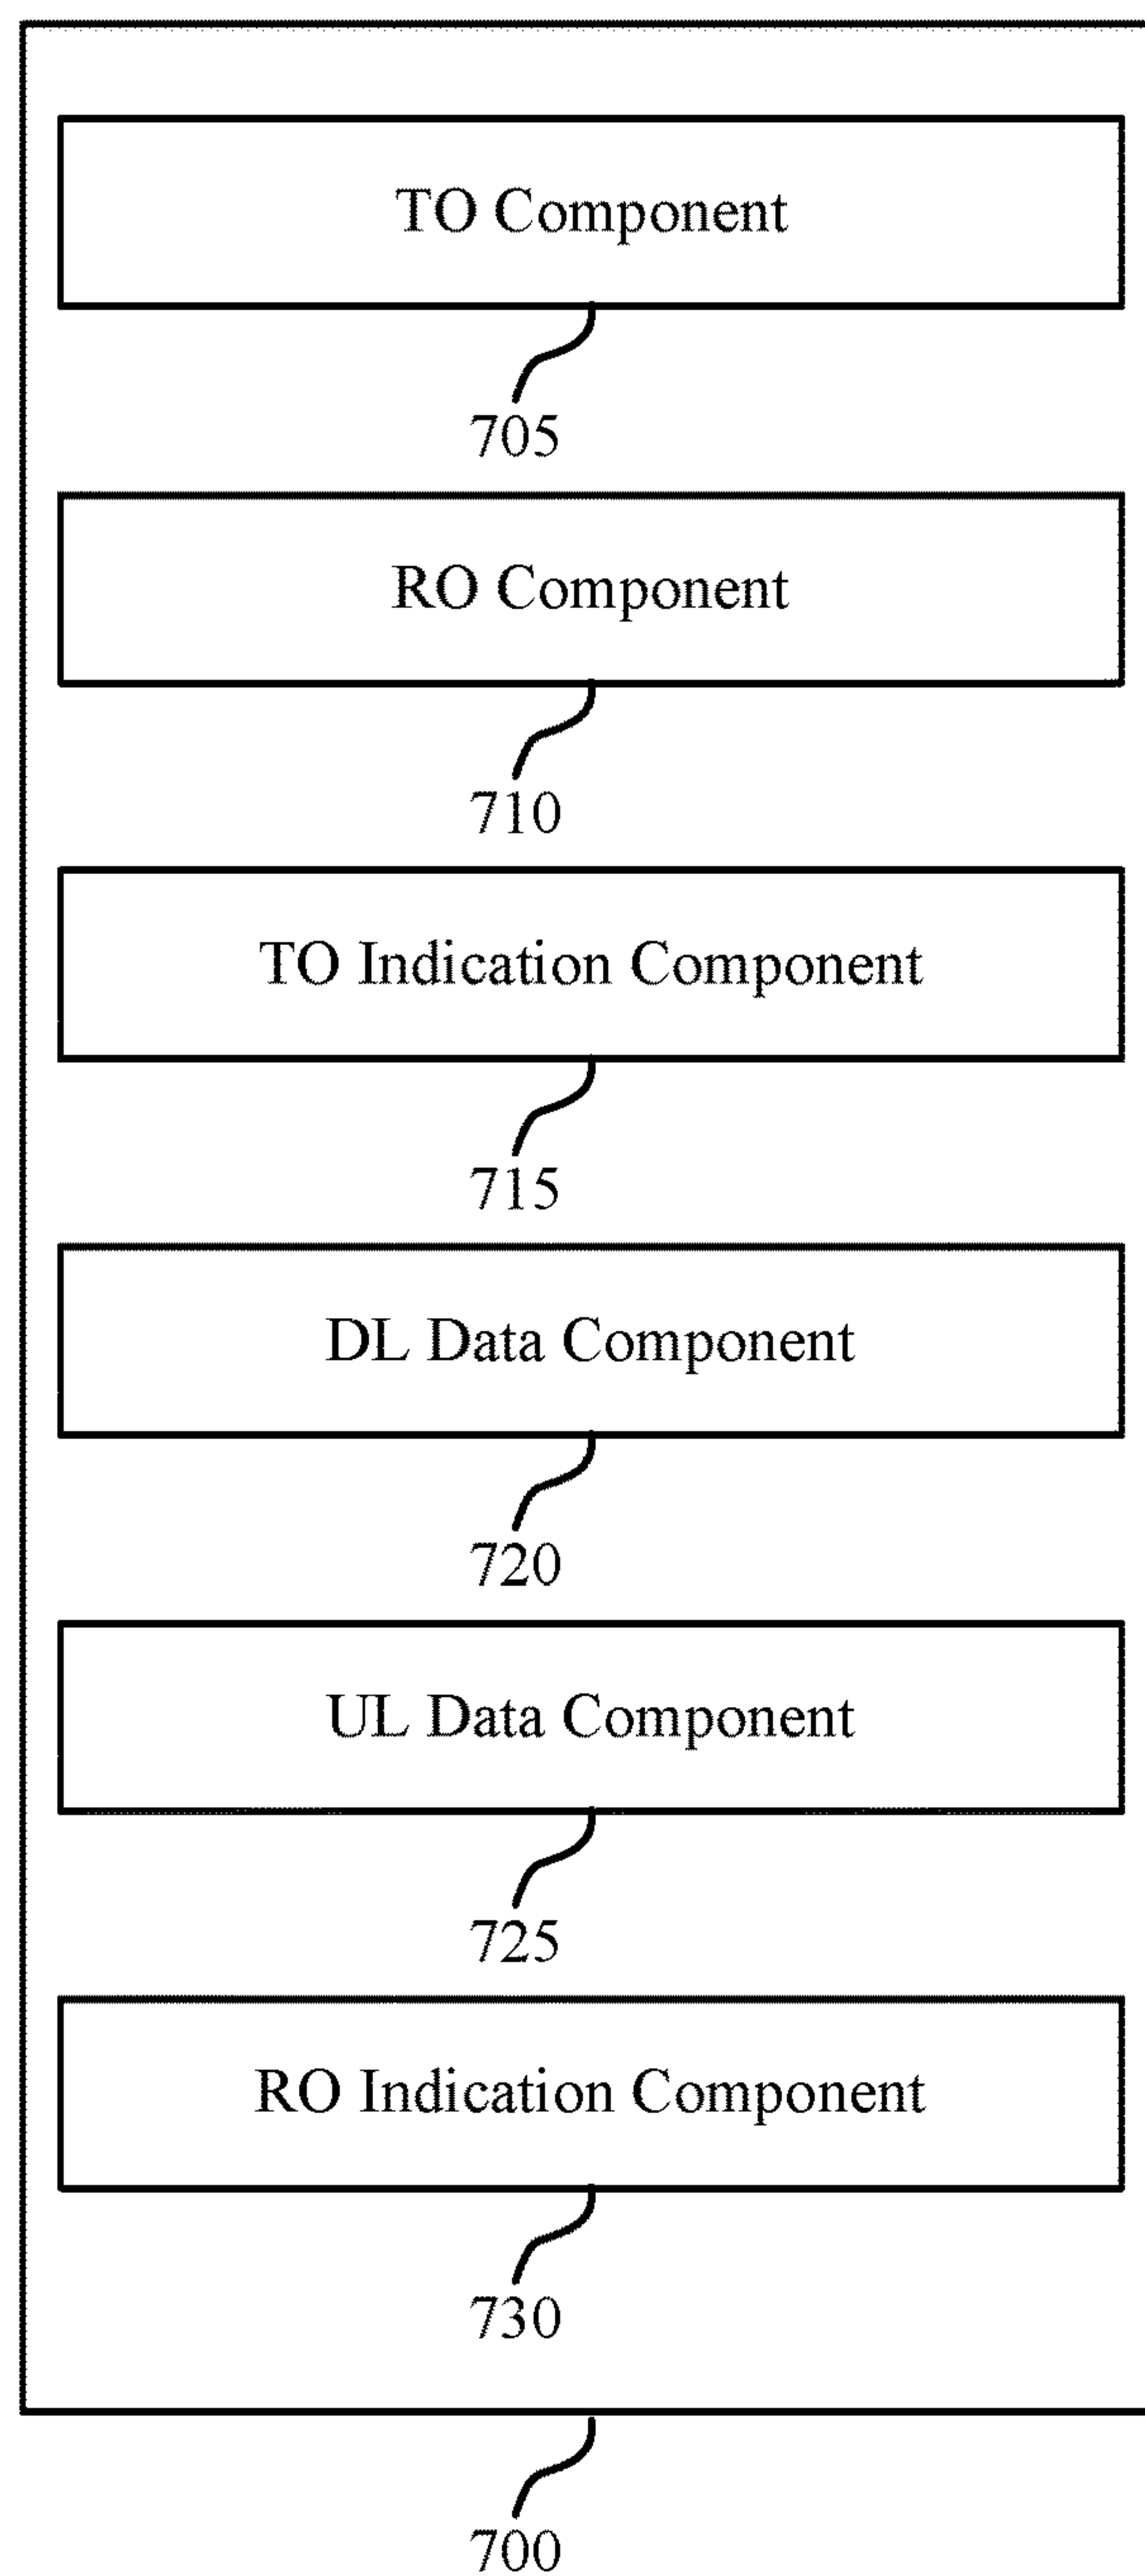 TO Component
705
RO Component
710
TO Indication Component
715
DL Data Component
720
UL Data Component
725
RO Indication Component
730
700